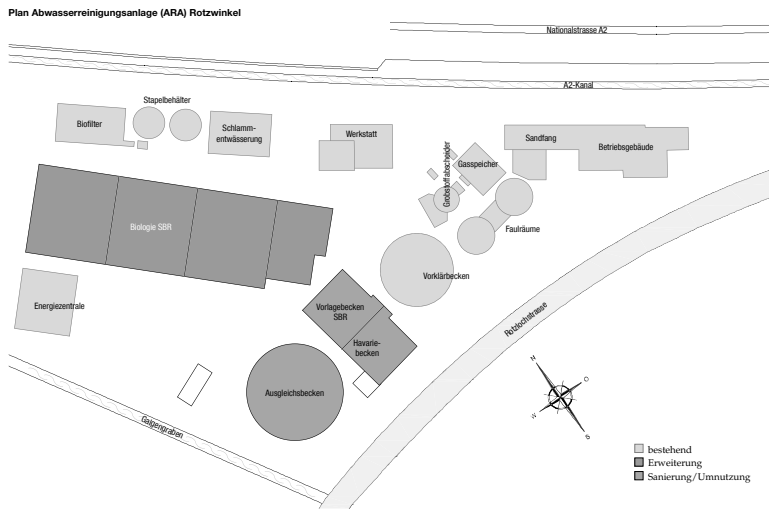 Plan Abwasserreinigungsanlage (ARA) Rotzwinkel
Nationalstrasse A2
A2-Kanal
Stapelbehälter
Biofilter
Schlamm-
entwässerung
Werkstatt
Grobstoffabscheider
Gasspeicher
Sandfang
Betriebsgebäude
Biologie SBR
Faulräume
Vorklärbecken
Energiezentrale
Vorlagebecken
SBR
Havarie-
becken
Rotzlochstrasse
Ausgleichsbecken
Galgengraben
N
O
W
S
bestehend
Erweiterung
Sanierung/Umnutzung